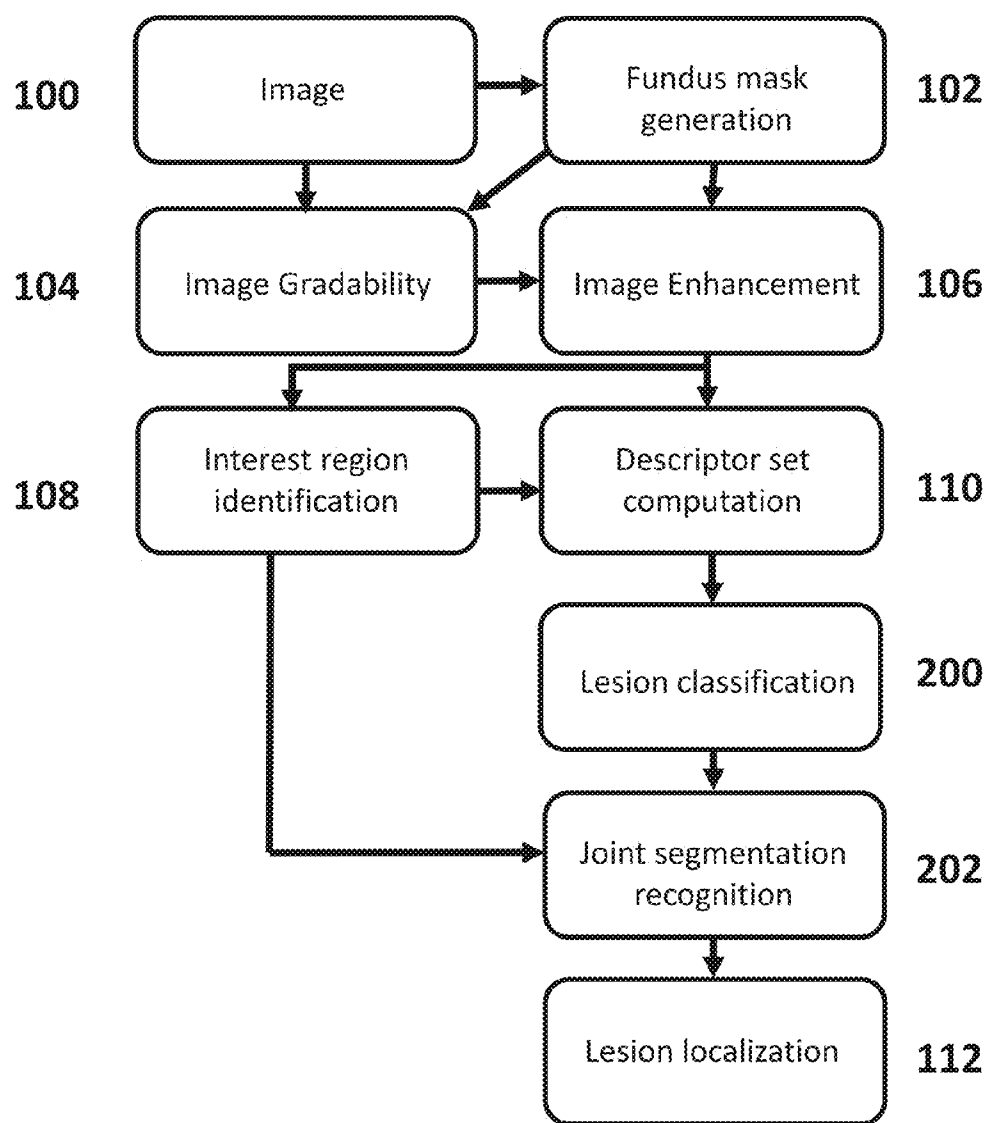 100
Image
Fundus mask
generation
102
104
Image Gradability
Image Enhancement
106
108
Interest region
identification
Descriptor set
computation
110
Lesion classification
200
Joint segmentation
recognition
202
Lesion localization
112